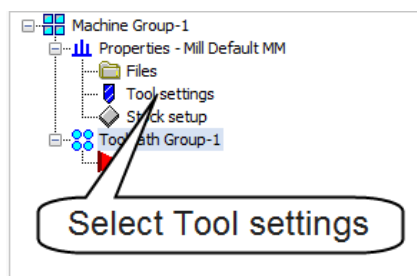 Machine Group-1
Properties - Mill Default MM
Files
Tool settings
Stock setup
Toolpath Group-1
Select Tool settings